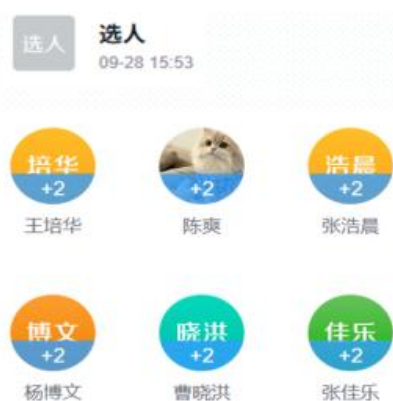 选人
选人
09-28 15:53
培华
+2
+2
浩晨
+2
王培华
陈爽
张浩晨
博文
+2
晓洪
+2
佳乐
+2
杨博文
曹晓洪
张佳乐